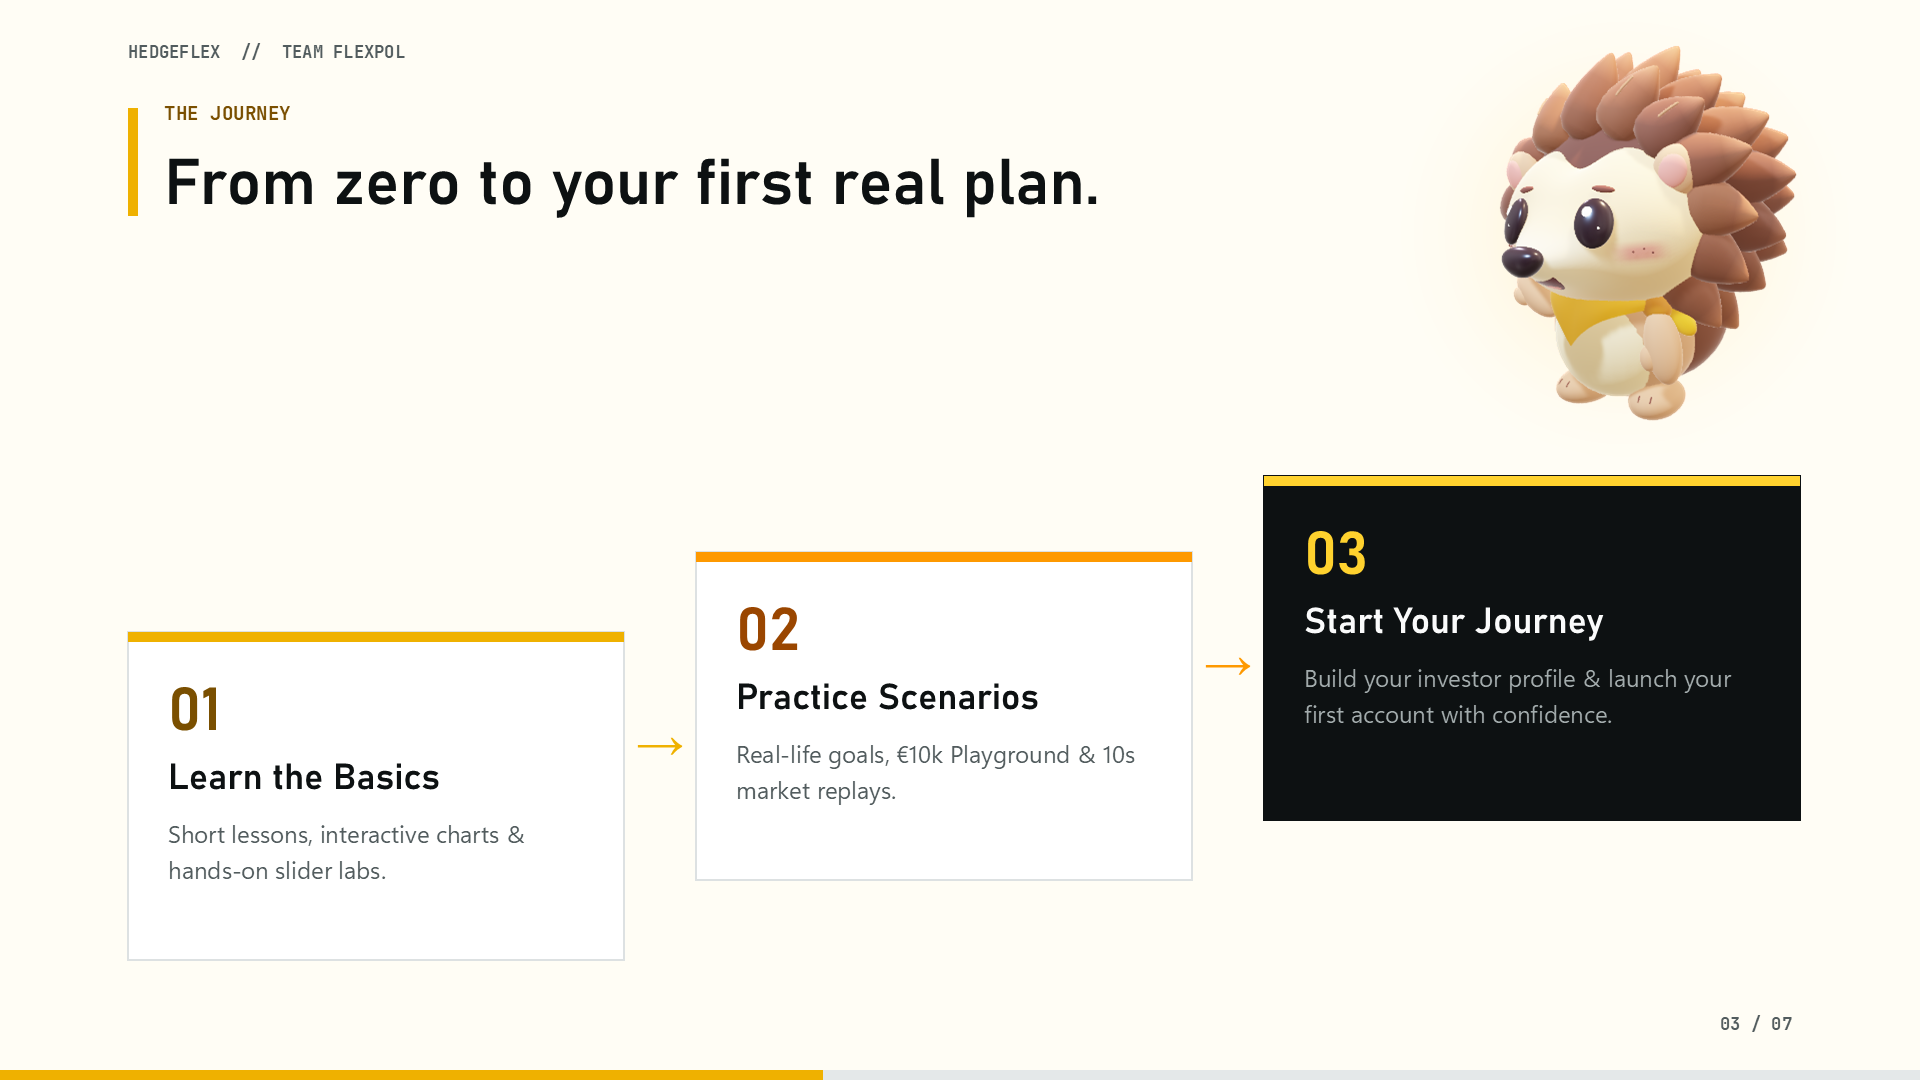 HEDGEFLEX // TEAM FLEXPOL
THE JOURNEY
From zero to your first real plan.
01
Learn the Basics
Short lessons, interactive charts &
hands-on slider labs.
→
02
Practice Scenarios
Real-life goals, €10k Playground & 10s
market replays.
→
03
Start Your Journey
Build your investor profile & launch your
first account with confidence.
03 / 07